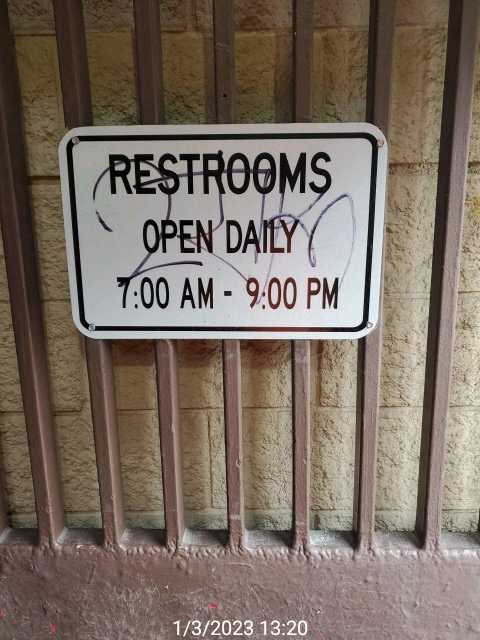 RESTROOMS
OPEN DAILY
7:00 AM - 9:00 PM
1/3/2023 13:20